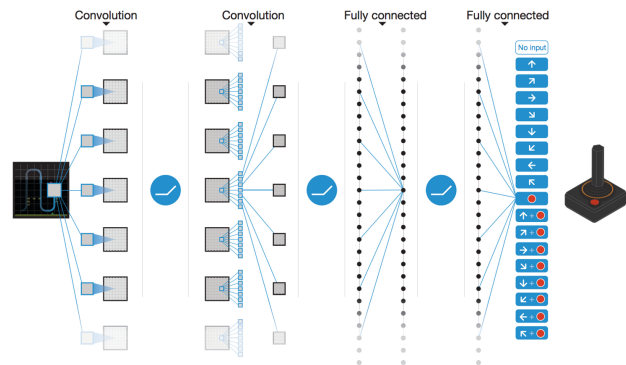 Convolution
Convolution
Fully connected
Fully connected
No input
+
+
+
+
+
+
+
+